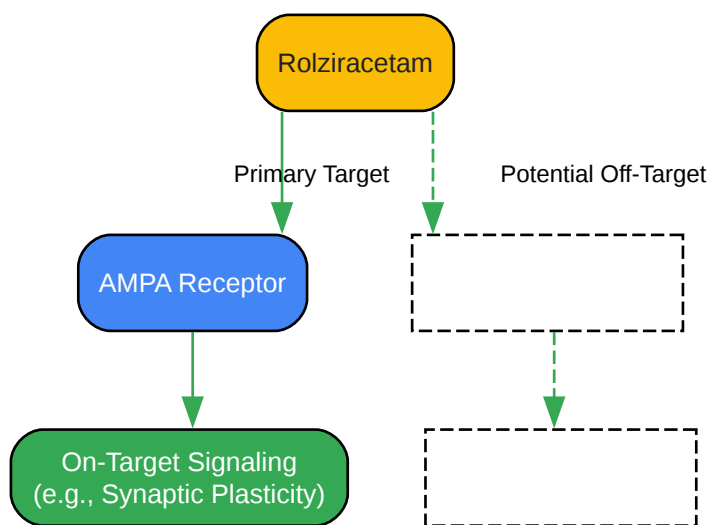 Rolziracetam
Primary Target
Potential Off-Target
AMPA Receptor
On-Target Signaling
(e.g., Synaptic Plasticity)